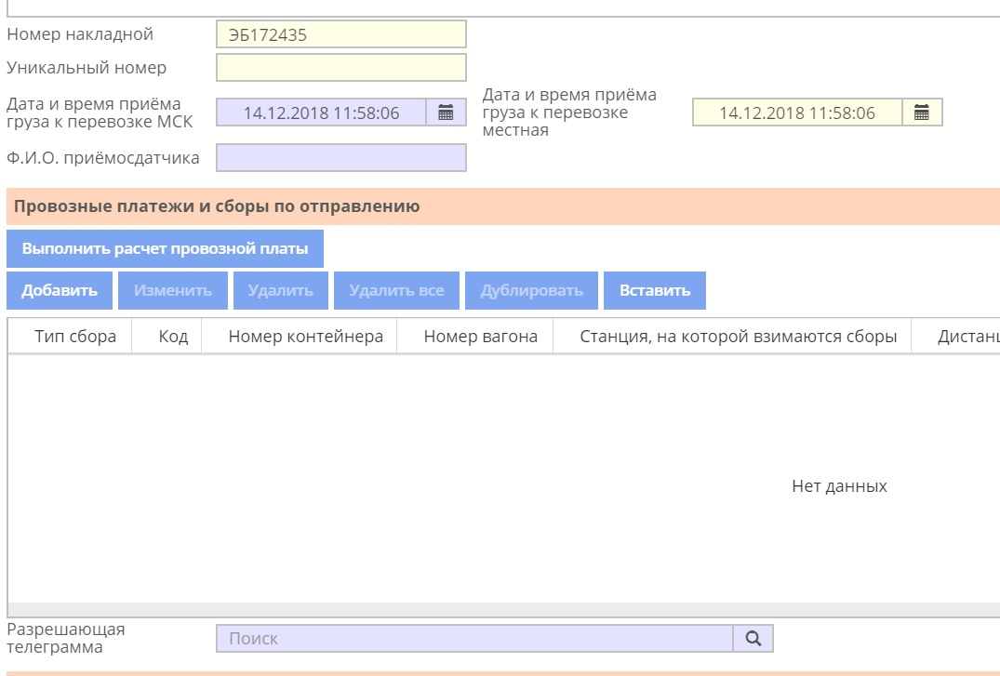 Номер накладной
ЭБ172435
Уникальный номер
Дата и время приёма
груза к перевозке МСК
14.12.2018 11:58:06
Дата и время приёма
груза к перевозке
местная
14.12.2018 11:58:06
Ф.И.О. приёмосдатчика
Провозные платежи и сборы по отправлению
Выполнить расчет провозной платы
Добавить Изменить Удалить Удалить все Дублировать Вставить
Тип сбора Код Номер контейнера Номер вагона Станция, на которой взимаются сборы
Нет данных
Разрешающая
телеграмма
Поиск